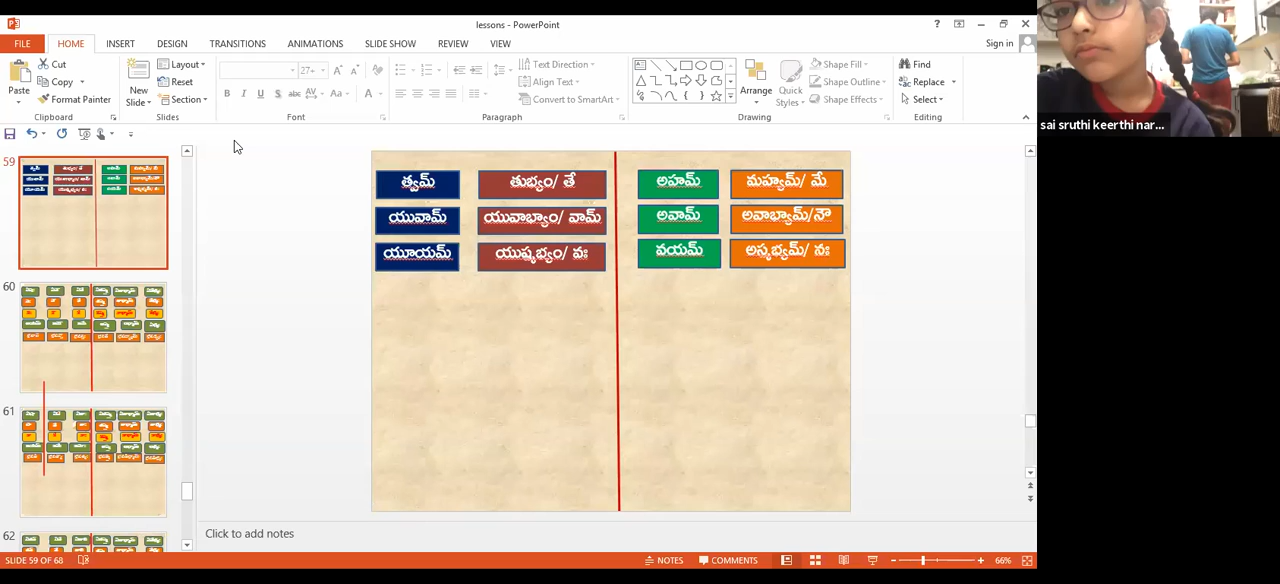 lessons - PowerPoint
? 
Sign in
FILE HOME INSERT DESIGN TRANSITIONS ANIMATIONS SLIDE SHOW REVIEW VIEW
Cut
Copy
Format Painter
Paste
Clipboard
New Slide
Layout
Reset
Section
Slides
27+
B I U S abc AV Aa A
Font
Text Direction
Align Text
Convert to SmartArt
Paragraph
Arrange
Quick Styles
Shape Fill
Shape Outline
Shape Effects
Drawing
Find
Replace
Select
Editing
sai sruthi keerthi nar...
59
60
61
62
త్వమ్ తుభ్యం/ తే అహమ్ మహ్యమ్/ మే
యువామ్ యువాభ్యాం/ వామ్ అవామ్ అవాభ్యామ్/నౌ
యూయమ్ యుష్మభ్యం/ వః వయమ్ అస్మభ్యమ్/ నః
Click to add notes
SLIDE 59 OF 68
NOTES COMMENTS
66%